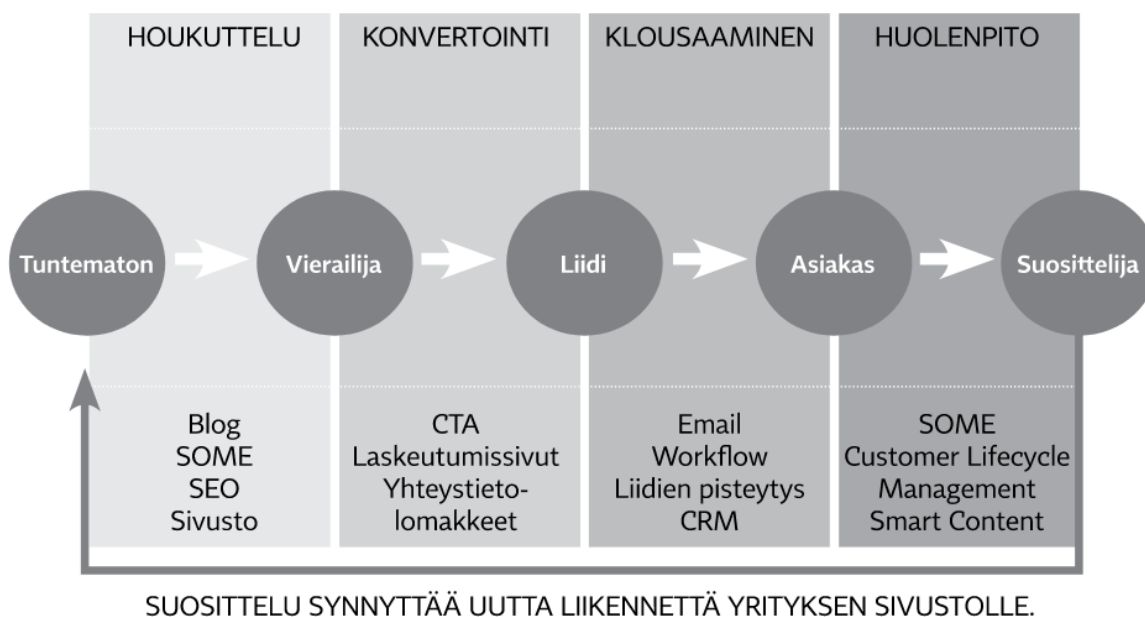 HOUKUTTELU
KONVERTOINTI
KLOUSAAMINEN
HUOLENPITO
Tuntematon
Vierailija
Liidi
Asiakas
Suosittelija
Blog
SOME
SEO
Sivusto
CTA
Laskeutumissivut
Yhteystieto-
lomakkeet
Email
Workflow
Liidien pisteytys
CRM
SOME
Customer Lifecycle
Management
Smart Content
SUOSITTELU SYNNYTTÄÄ UUTTA LIIKENNETTÄ YRITYKSEN SIVUSTOLLE.